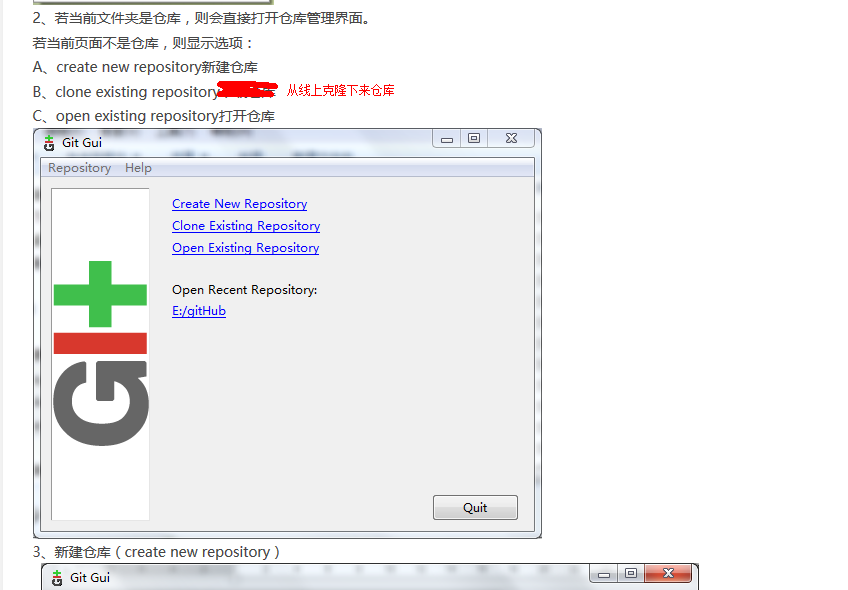 2、若当前文件夹是仓库，则会直接打开仓库管理界面。
若当前页面不是仓库，则显示选项：
A、create new repository新建仓库
B、clone existing repository 从线上克隆下来仓库
C、open existing repository打开仓库
Git Gui
Repository Help
Create New Repository
Clone Existing Repository
Open Existing Repository
Open Recent Repository:
E:/gitHub
GIt
Quit
3、新建仓库（create new repository）
Git Gui